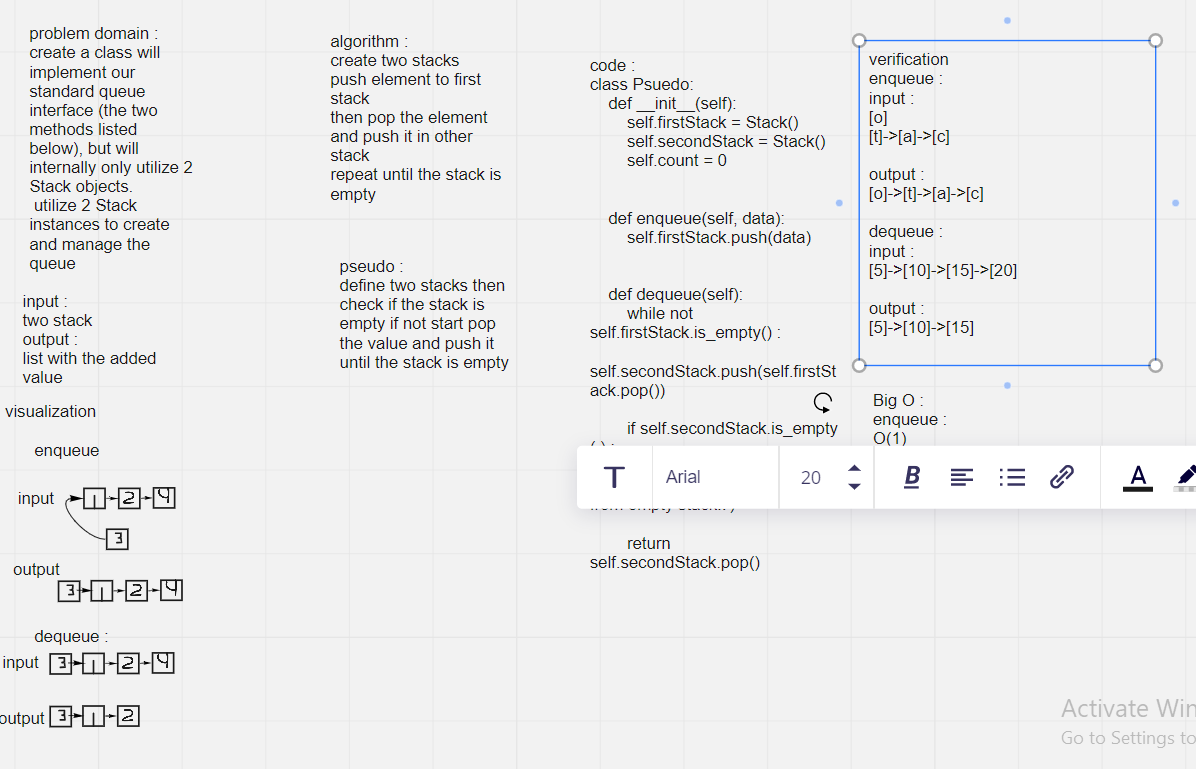 problem domain :
create a class will
implement our
standard queue
interface (the two
methods listed
below), but will
internally only utilize 2
Stack objects.
utilize 2 Stack
instances to create
and manage the
queue
input :
two stack
output :
list with the added
value
visualization
enqueue
input
1 2 4
3
output
3 1 2 4
dequeue :
input
3 1 2 4
output
3 1 2
algorithm :
create two stacks
push element to first
stack
then pop the element
and push it in other
stack
repeat until the stack is
empty
pseudo :
define two stacks then
check if the stack is
empty if not start pop
the value and push it
until the stack is empty
code :
class Psuedo:
def __init__(self):
self.firstStack = Stack()
self.secondStack = Stack()
self.count = 0
def enqueue(self, data):
self.firstStack.push(data)
def dequeue(self):
while not
self.firstStack.is_empty() :
self.secondStack.push(self.firstSt
ack.pop())
if self.secondStack.is_empty
return
self.secondStack.pop()
verification
enqueue :
input :
[o]
[t]->[a]->[c]
output :
[o]->[t]->[a]->[c]
dequeue :
input :
[5]->[10]->[15]->[20]
output :
[5]->[10]->[15]
Big O :
enqueue :
O(1)
T Arial 20 B A
Activate Win
Go to Settings to